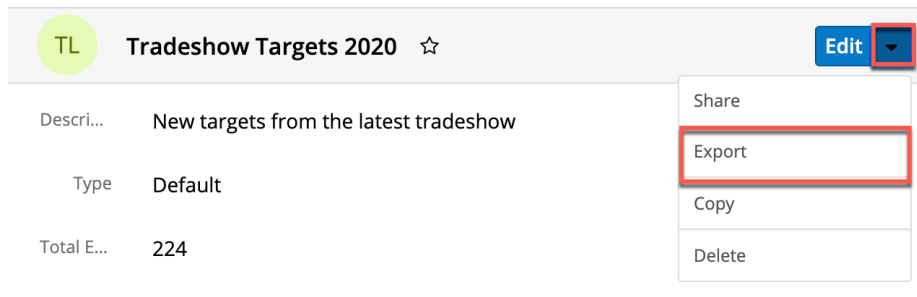 TL
Tradeshow Targets 2020
Edit
Share
Descri...
New targets from the latest tradeshow
Export
Type
Default
Copy
Total E...
224
Delete